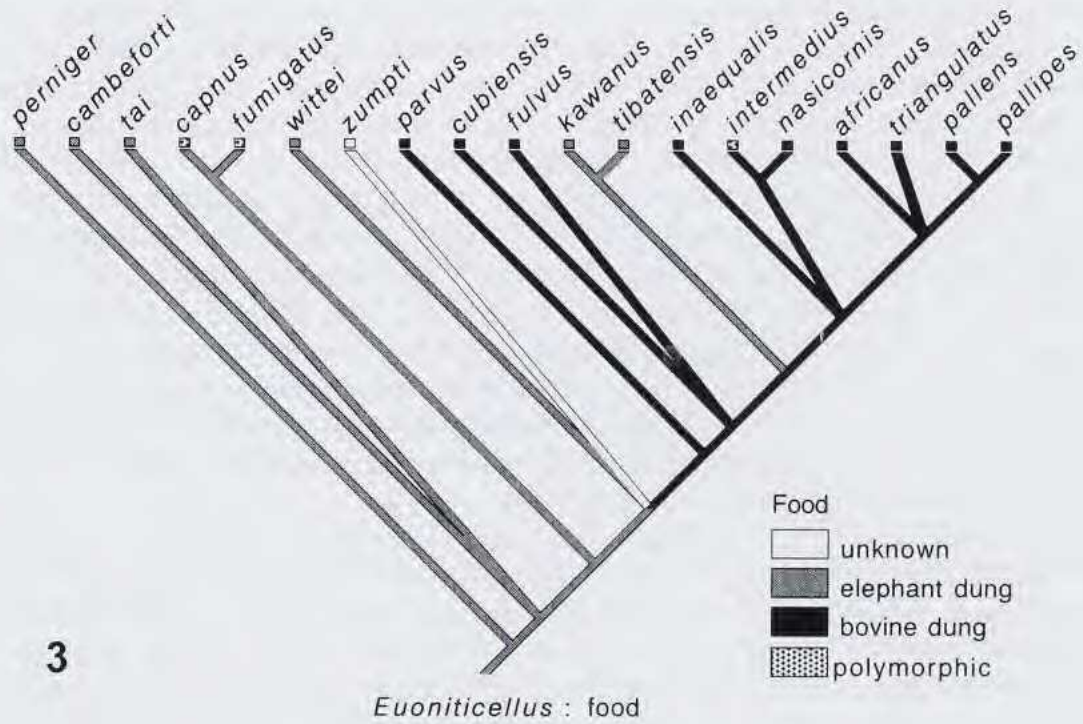 perniger
cambeforti
tai
capnus
fumigatus
wittei
zumpti
parvus
cubiensis
fulvus
kawanus
tibatensis
inaequalis
intermedius
nasicornis
africanus
triangulatus
pallens
pallipes
Food
unknown
elephant dung
bovine dung
polymorphic
3
Euoniticellus : food